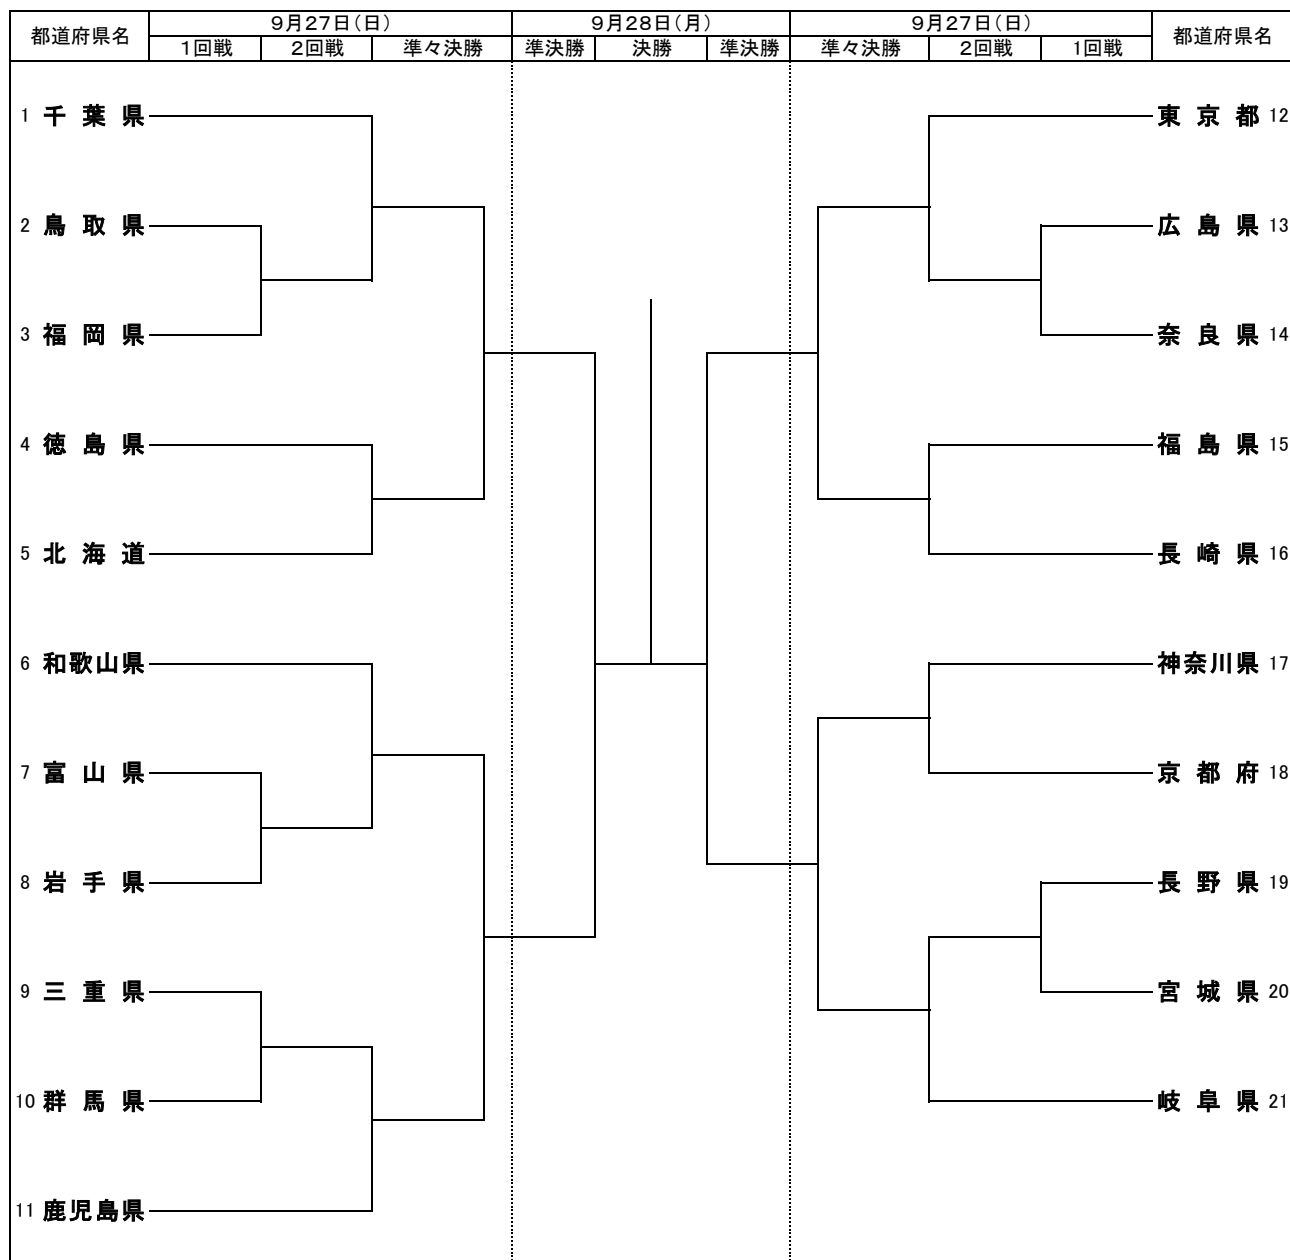 都道府県名 9月27日(日) 9月28日(月) 9月27日(日) 都道府県名
1回戦 2回戦 準々決勝 準決勝 決勝 準決勝 準々決勝 2回戦 1回戦
1 千葉県 東京都 12
2 鳥取県 広島県 13
3 福岡県 奈良県 14
4 徳島県 福島県 15
5 北海道 長崎県 16
6 和歌山県 神奈川県 17
7 富山県 京都府 18
8 岩手県 長野県 19
9 三重県 宮城県 20
10 群馬県 岐阜県 21
11 鹿児島県